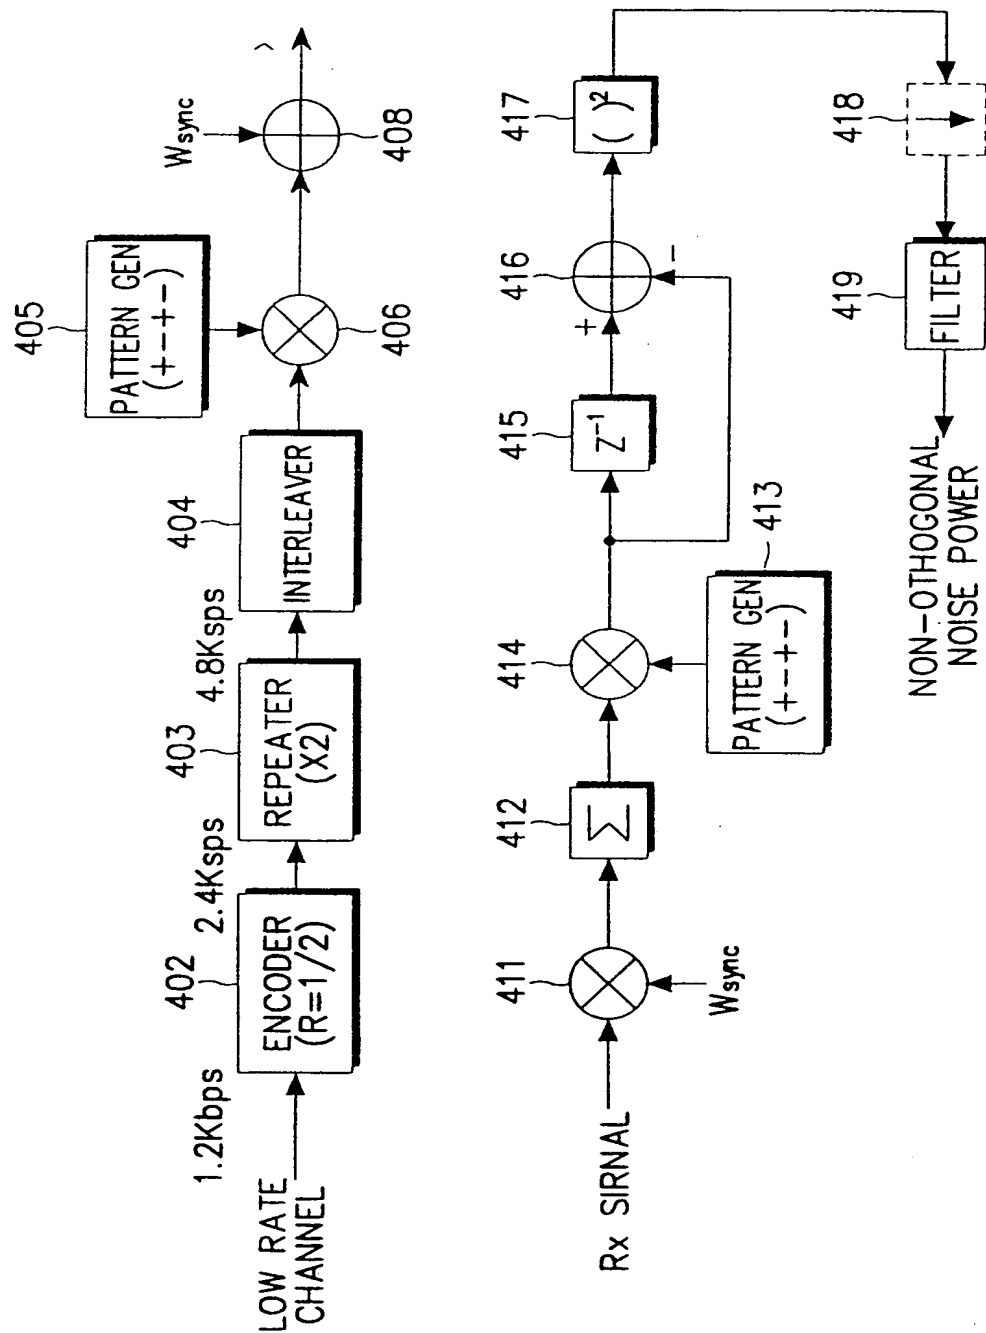 LOW RATE
CHANNEL
1.2Kbps
402
ENCODER
(R=1/2)
2.4Ksps
403
REPEATER
(X2)
4.8Ksps
404
INTERLEAVER
405
PATTERN GEN
(+--+-)
406
Wsync
408
^
Rx SIRNAL
411
Wsync
412
Σ
414
413
PATTERN GEN
(+--+-)
415
Z-1
416
+
-
417
( )2
418
419
FILTER
NON-OTHOGONAL
NOISE POWER